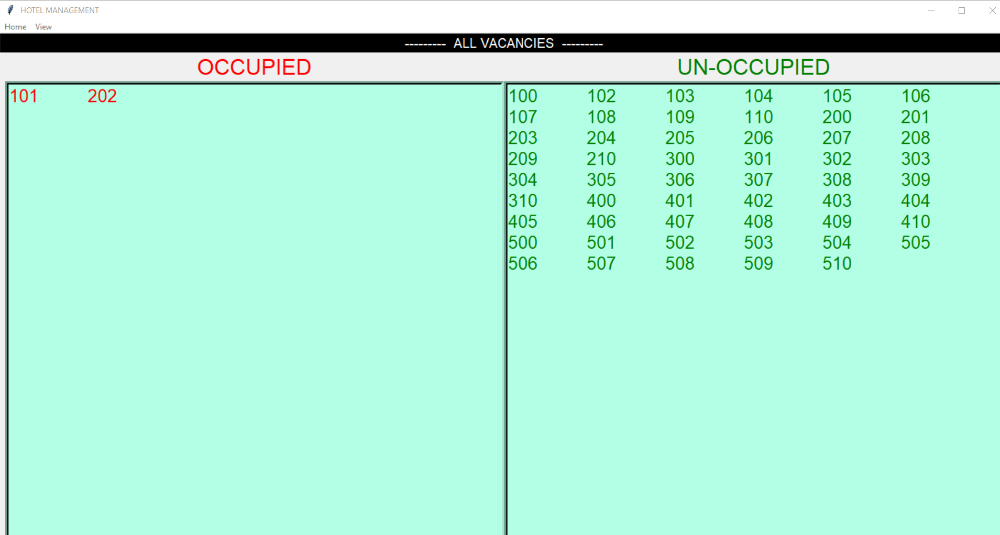 HOTEL MANAGEMENT
Home View
--------- ALL VACANCIES ---------
OCCUPIED
101 202
UN-OCCUPIED
100 102 103 104 105 106
107 108 109 110 200 201
203 204 205 206 207 208
209 210 300 301 302 303
304 305 306 307 308 309
310 400 401 402 403 404
405 406 407 408 409 410
500 501 502 503 504 505
506 507 508 509 510